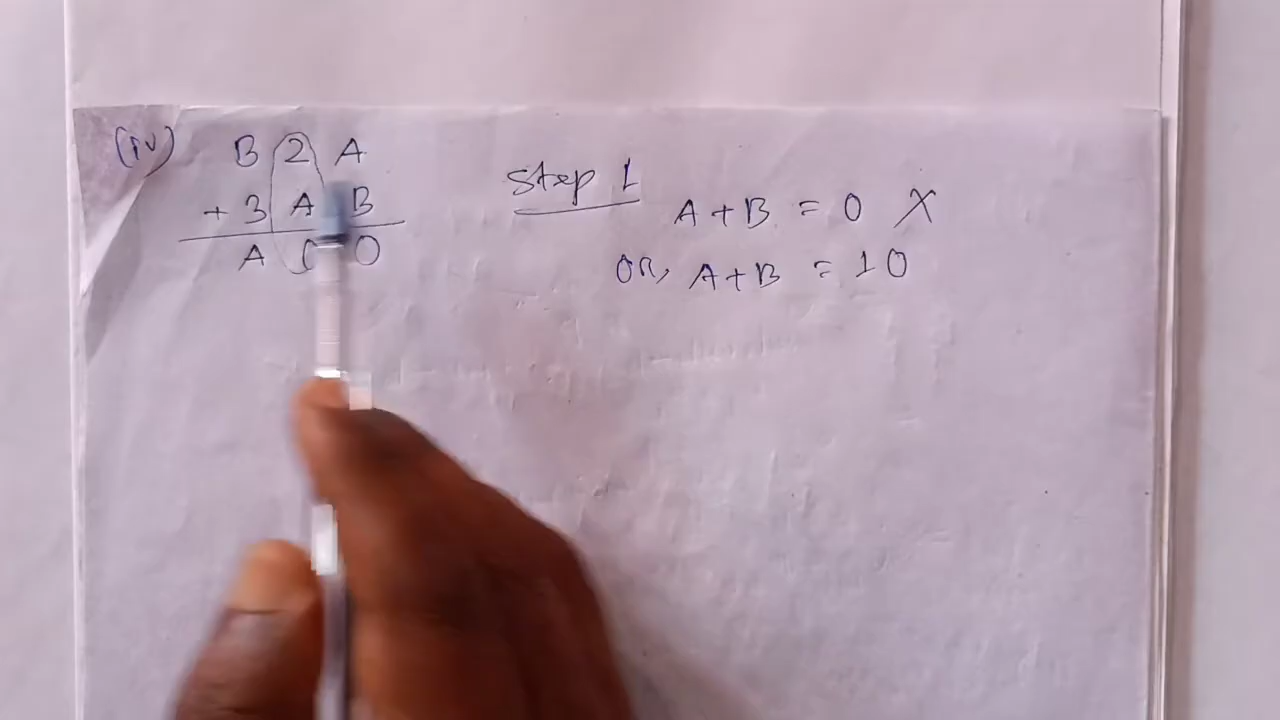 (iv) B 2 A
+ 3 A B
A 0
Step 1
A + B = 0 X
or, A + B = 10